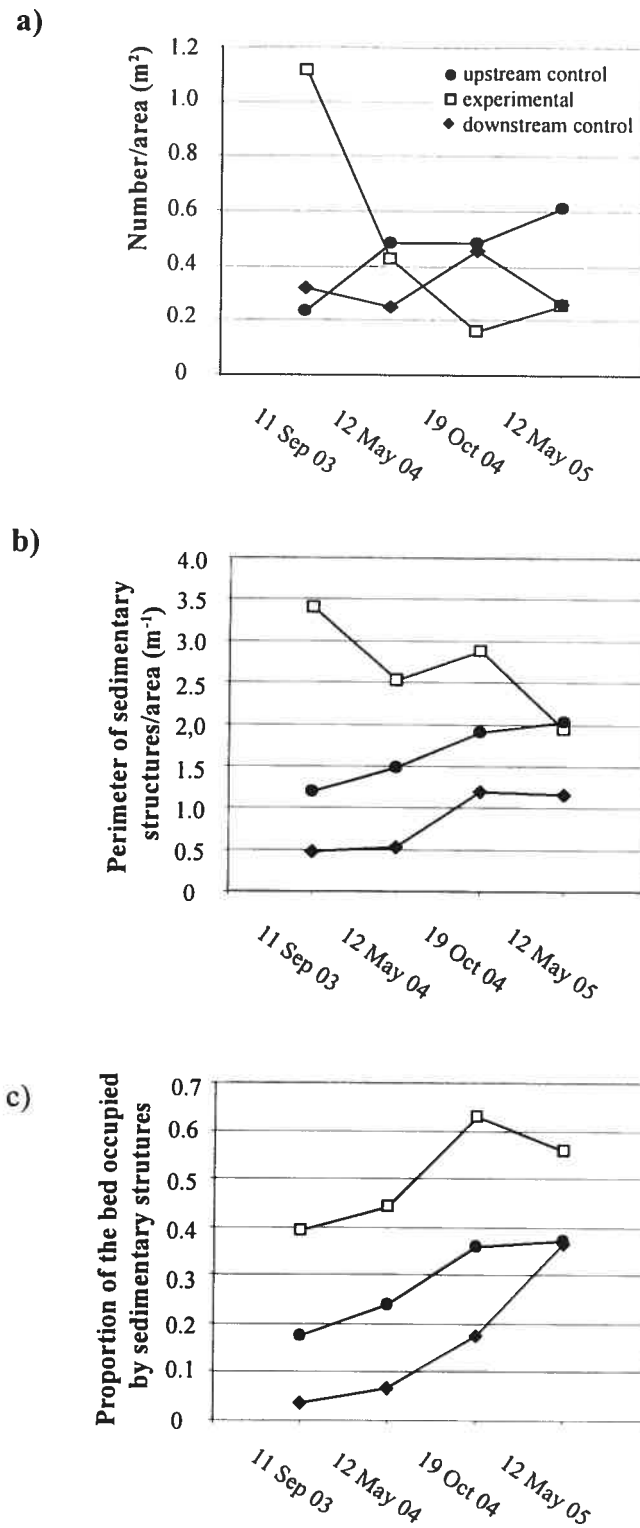 a)
Number/area (m²)
1.2
1.0
0.8
0.6
0.4
0.2
0
upstream control
experimental
downstream control
11 Sep 03
12 May 04
19 Oct 04
12 May 05
b)
Perimeter of sedimentary
structures/area (m⁻¹)
4.0
3.5
3.0
2.5
2.0
1.5
1.0
0.5
0
11 Sep 03
12 May 04
19 Oct 04
12 May 05
c)
Proportion of the bed occupied
by sedimentary strutures
0.7
0.6
0.5
0.4
0.3
0.2
0.1
0
11 Sep 03
12 May 04
19 Oct 04
12 May 05